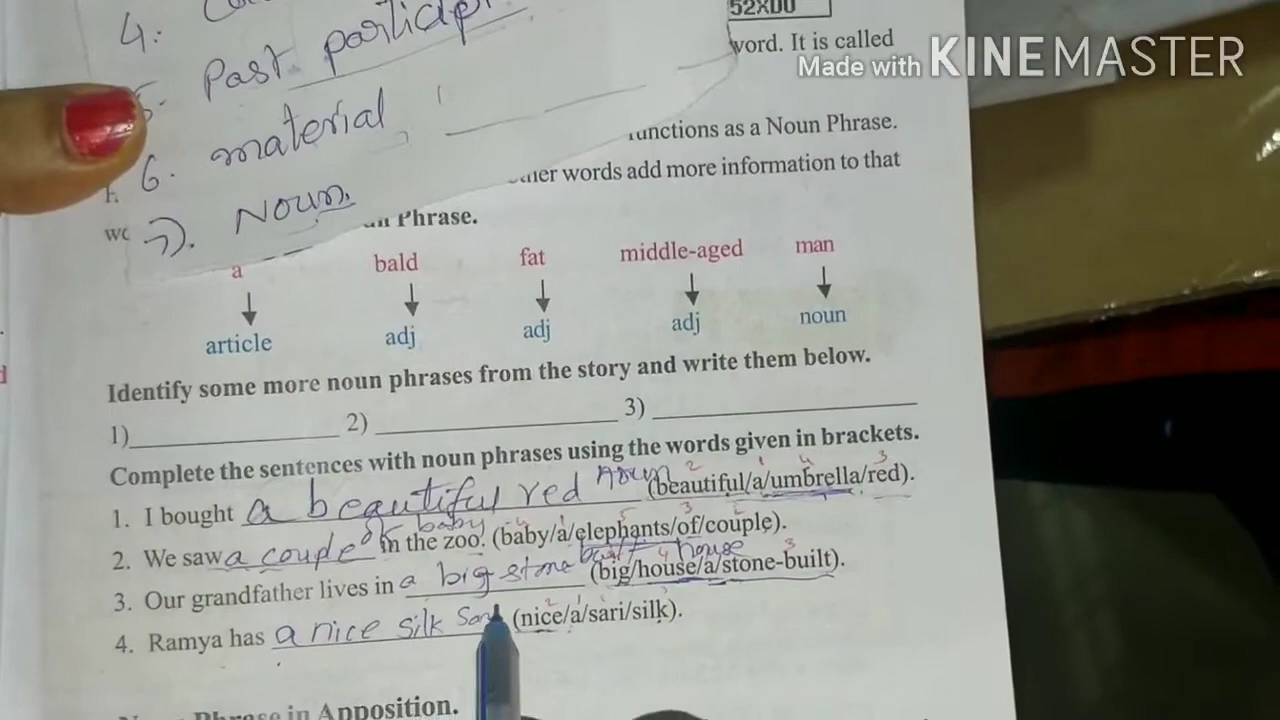 4.
52X00
word. It is called
Made with KINEMASTER
5. Past
6. material,
functions as a Noun Phrase.
words add more information to that
7). Noun.
Phrase.
a bald fat middle-aged man
article adj adj adj noun
Identify some more noun phrases from the story and write them below.
1) 2) 3)
Complete the sentences with noun phrases using the words given in brackets.
1. I bought a beautiful red Noun (beautiful/a/umbrella/red).
2. We saw a couple of baby in the zoo. (baby/a/elephants/of/couple).
3. Our grandfather lives in a big stone built house (big/house/a/stone-built).
4. Ramya has a nice silk (nice/a/sari/silk).
Phrase in Apposition.